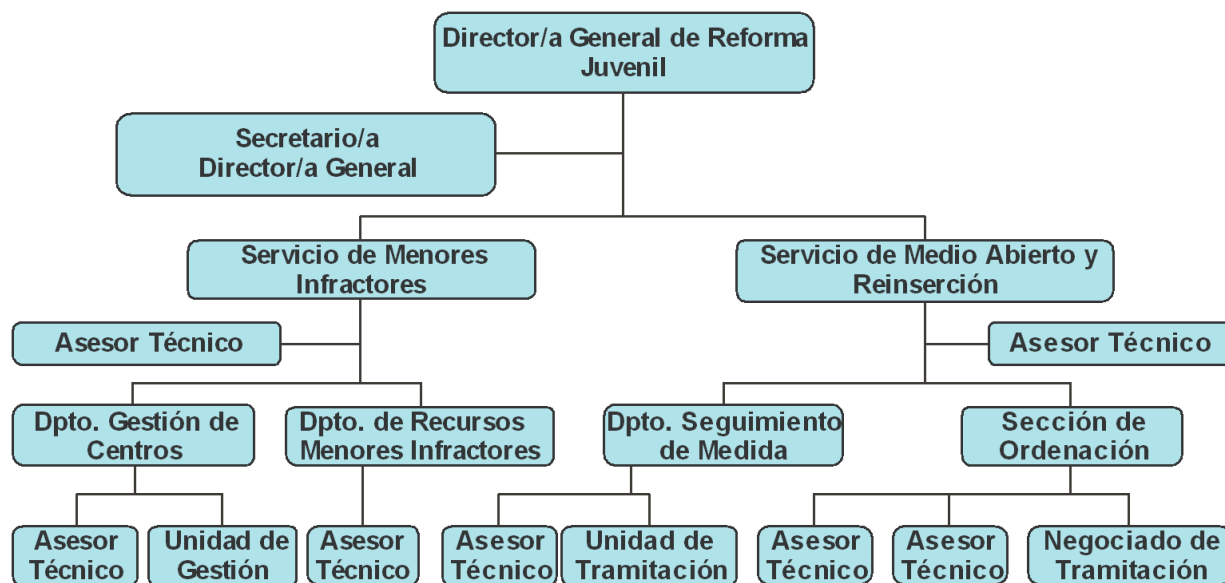 Director/a General de Reforma
Juvenil
Secretario/a
Director/a General
Servicio de Menores
Infractores
Servicio de Medio Abierto y
Reinserción
Asesor Técnico
Asesor Técnico
Dpto. Gestión de
Centros
Dpto. de Recursos
Menores Infractores
Dpto. Seguimiento
de Medida
Sección de
Ordenación
Asesor
Técnico
Unidad de
Gestión
Asesor
Técnico
Asesor
Técnico
Unidad de
Tramitación
Asesor
Técnico
Asesor
Técnico
Negociado de
Tramitación